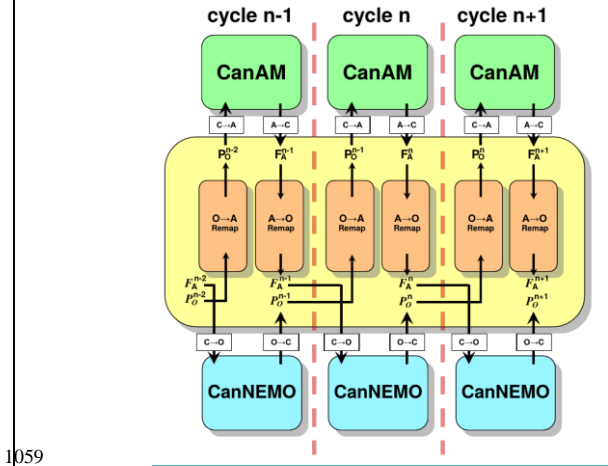 cycle n-1 cycle n cycle n+1
CanAM CanAM CanAM
C→A A→C C→A A→C C→A A→C
P_O^{n-2} F_A^{n-1} P_O^{n-1} F_A^{n} P_O^{n} F_A^{n+1}
O→A A→O O→A A→O O→A A→O
Remap Remap Remap Remap Remap Remap
F_A^{n-2} F_A^{n-1} F_A^{n} F_A^{n+1}
P_O^{n-2} P_O^{n-1} P_O^{n} P_O^{n+1}
C→O O→C C→O O→C C→O O→C
CanNEMO CanNEMO CanNEMO
1059